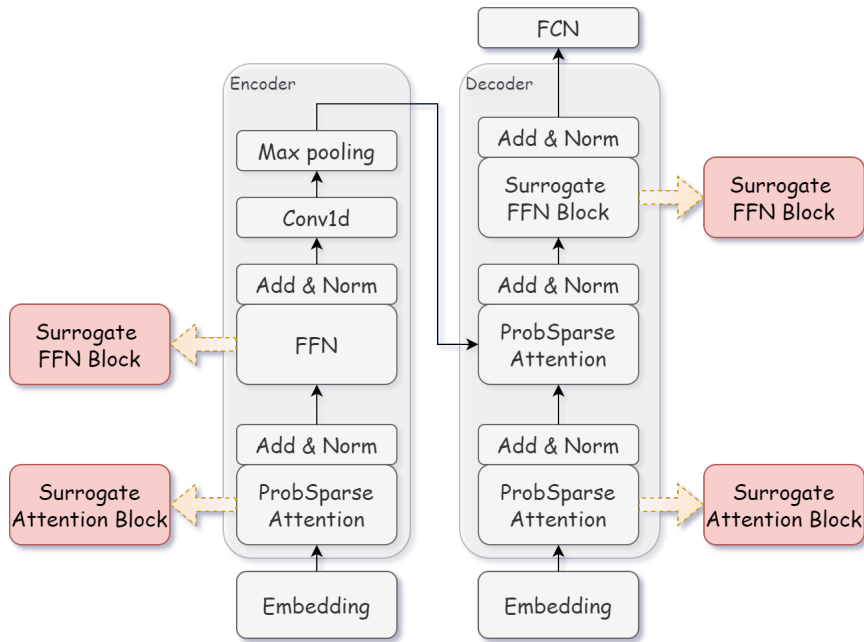 FCN
Encoder
Decoder
Max pooling
Add & Norm
Surrogate
FFN Block
Surrogate
FFN Block
Conv1d
Add & Norm
Add & Norm
Surrogate
FFN Block
FFN
ProbSparse
Attention
Add & Norm
Add & Norm
Surrogate
Attention Block
ProbSparse
Attention
ProbSparse
Attention
Surrogate
Attention Block
Embedding
Embedding